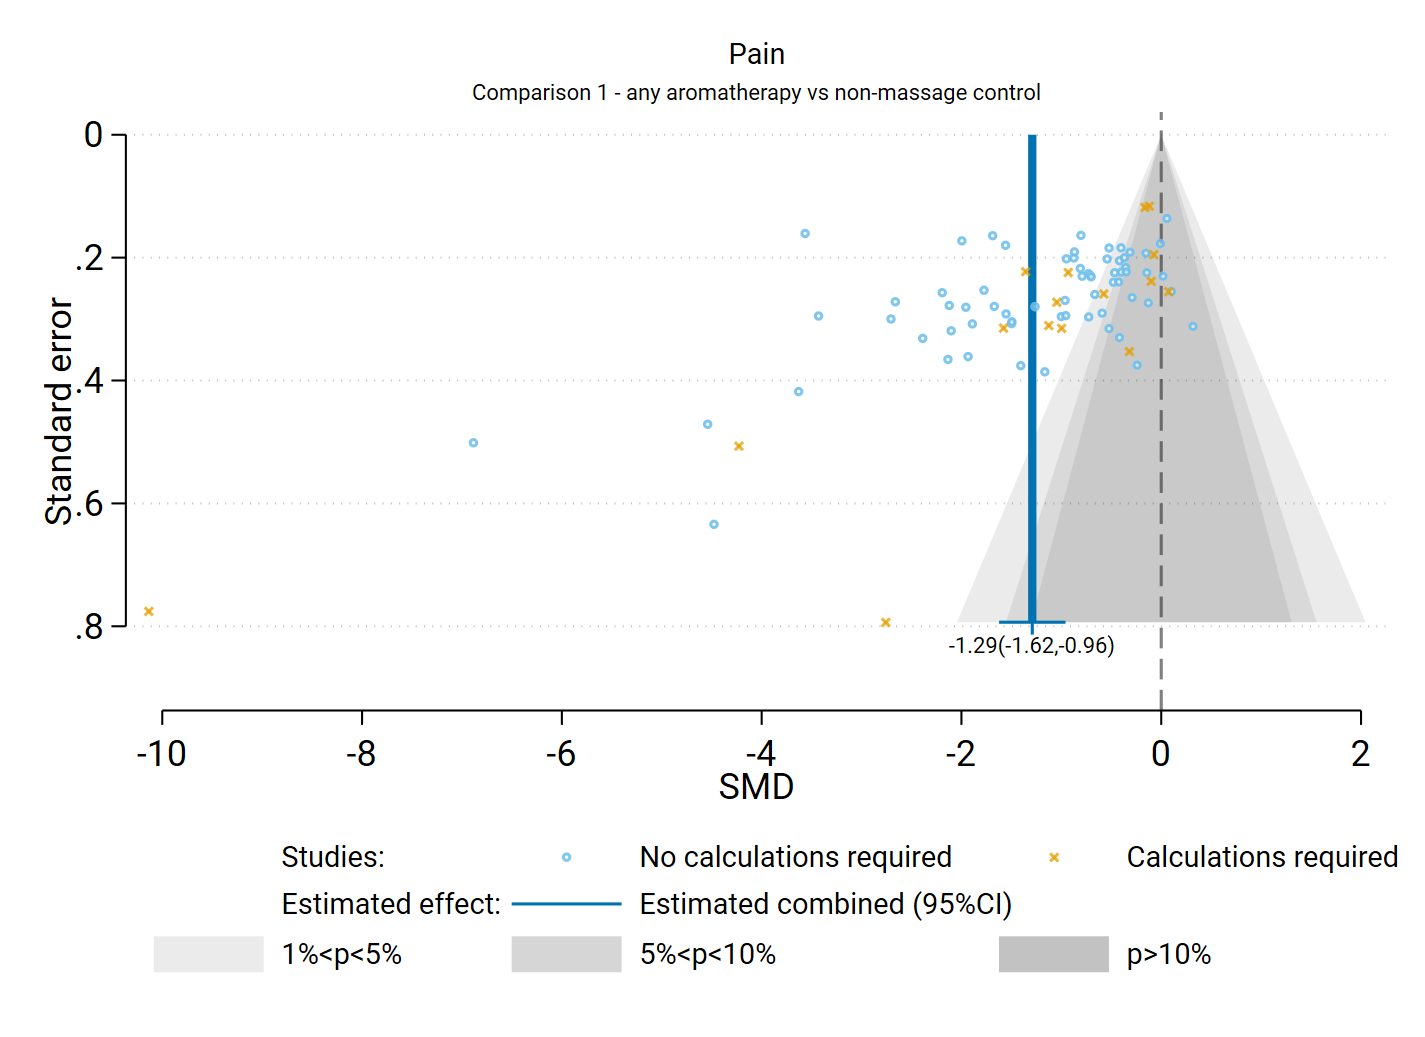 Pain
Comparison 1 - any aromatherapy vs non-massage control
Standard error
0
.2
.4
.6
.8
-1.29(-1.62,-0.96)
-10 -8 -6 -4 -2 0 2
SMD
Studies: No calculations required Calculations required
Estimated effect: Estimated combined (95%CI)
1%<p<5% 5%<p<10% p>10%